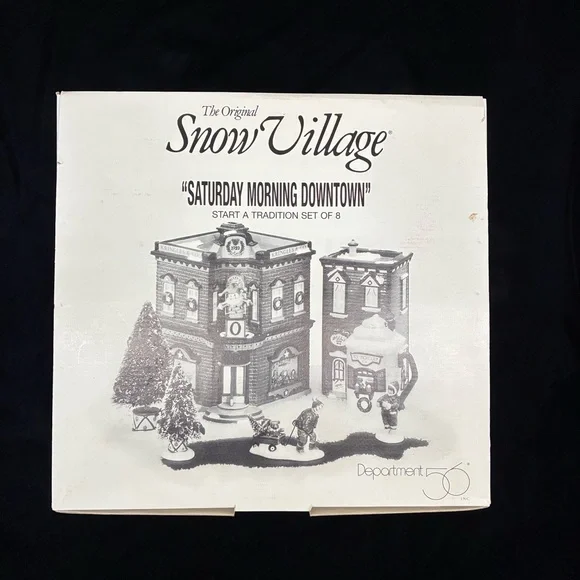 The Original
Snow Village®
"SATURDAY MORNING DOWNTOWN"
START A TRADITION SET OF 8
Department 56®